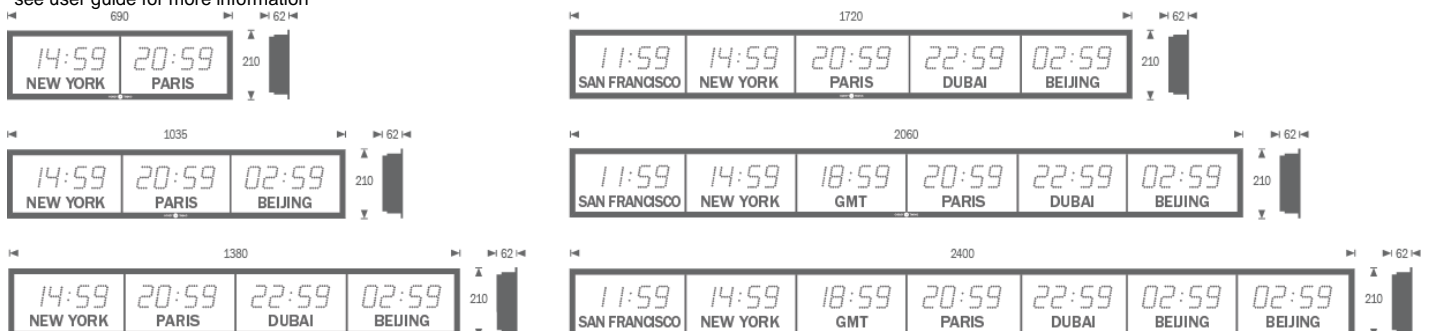 see user guide for more information
690 62
14:59 20:59
NEW YORK PARIS
210
1035 62
14:59 20:59 02:59
NEW YORK PARIS BEIJING
210
1380 62
14:59 20:59 22:59 02:59
NEW YORK PARIS DUBAI BEIJING
210
1720 62
11:59 14:59 20:59 22:59 02:59
SAN FRANCISCO NEW YORK PARIS DUBAI BEIJING
210
2060 62
11:59 14:59 18:59 20:59 22:59 02:59
SAN FRANCISCO NEW YORK GMT PARIS DUBAI BEIJING
210
2400 62
11:59 14:59 18:59 20:59 22:59 02:59 02:59
SAN FRANCISCO NEW YORK GMT PARIS DUBAI BEIJING BEIJING
210